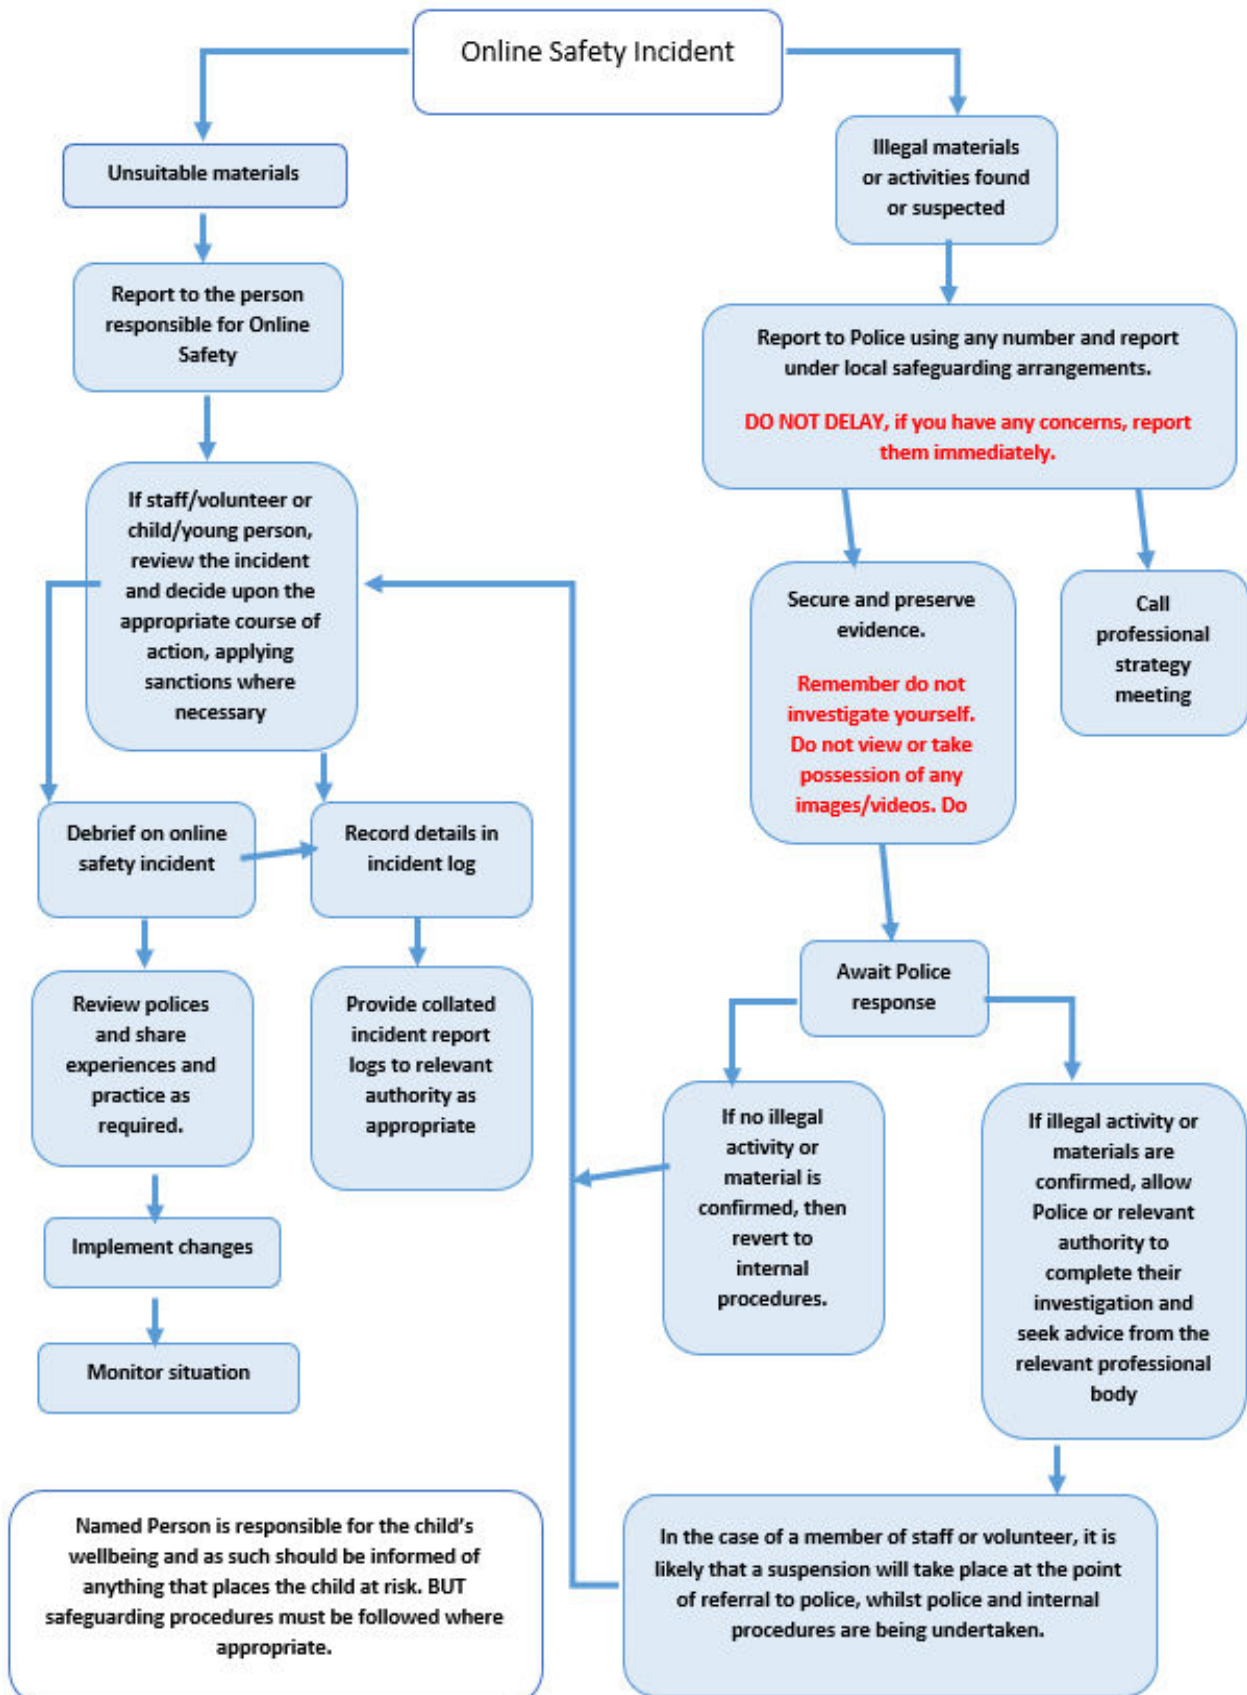 Online Safety Incident
Unsuitable materials
Illegal materials
or activities found
or suspected
Report to the person
responsible for Online
Safety
Report to Police using any number and report
under local safeguarding arrangements.
DO NOT DELAY, if you have any concerns, report
them immediately.
If staff/volunteer or
child/young person,
review the incident
and decide upon the
appropriate course of
action, applying
sanctions where
necessary
Secure and preserve
evidence.
Remember do not
investigate yourself.
Do not view or take
possession of any
images/videos. Do
Call
professional
strategy
meeting
Debrief on online
safety incident
Record details in
incident log
Review polices
and share
experiences and
practice as
required.
Provide collated
incident report
logs to relevant
authority as
appropriate
Await Police
response
If no illegal
activity or
material is
confirmed, then
revert to
internal
procedures.
If illegal activity or
materials are
confirmed, allow
Police or relevant
authority to
complete their
investigation and
seek advice from the
relevant professional
body
Implement changes
Monitor situation
Named Person is responsible for the child’s
wellbeing and as such should be informed of
anything that places the child at risk. BUT
safeguarding procedures must be followed where
appropriate.
In the case of a member of staff or volunteer, it is
likely that a suspension will take place at the point
of referral to police, whilst police and internal
procedures are being undertaken.